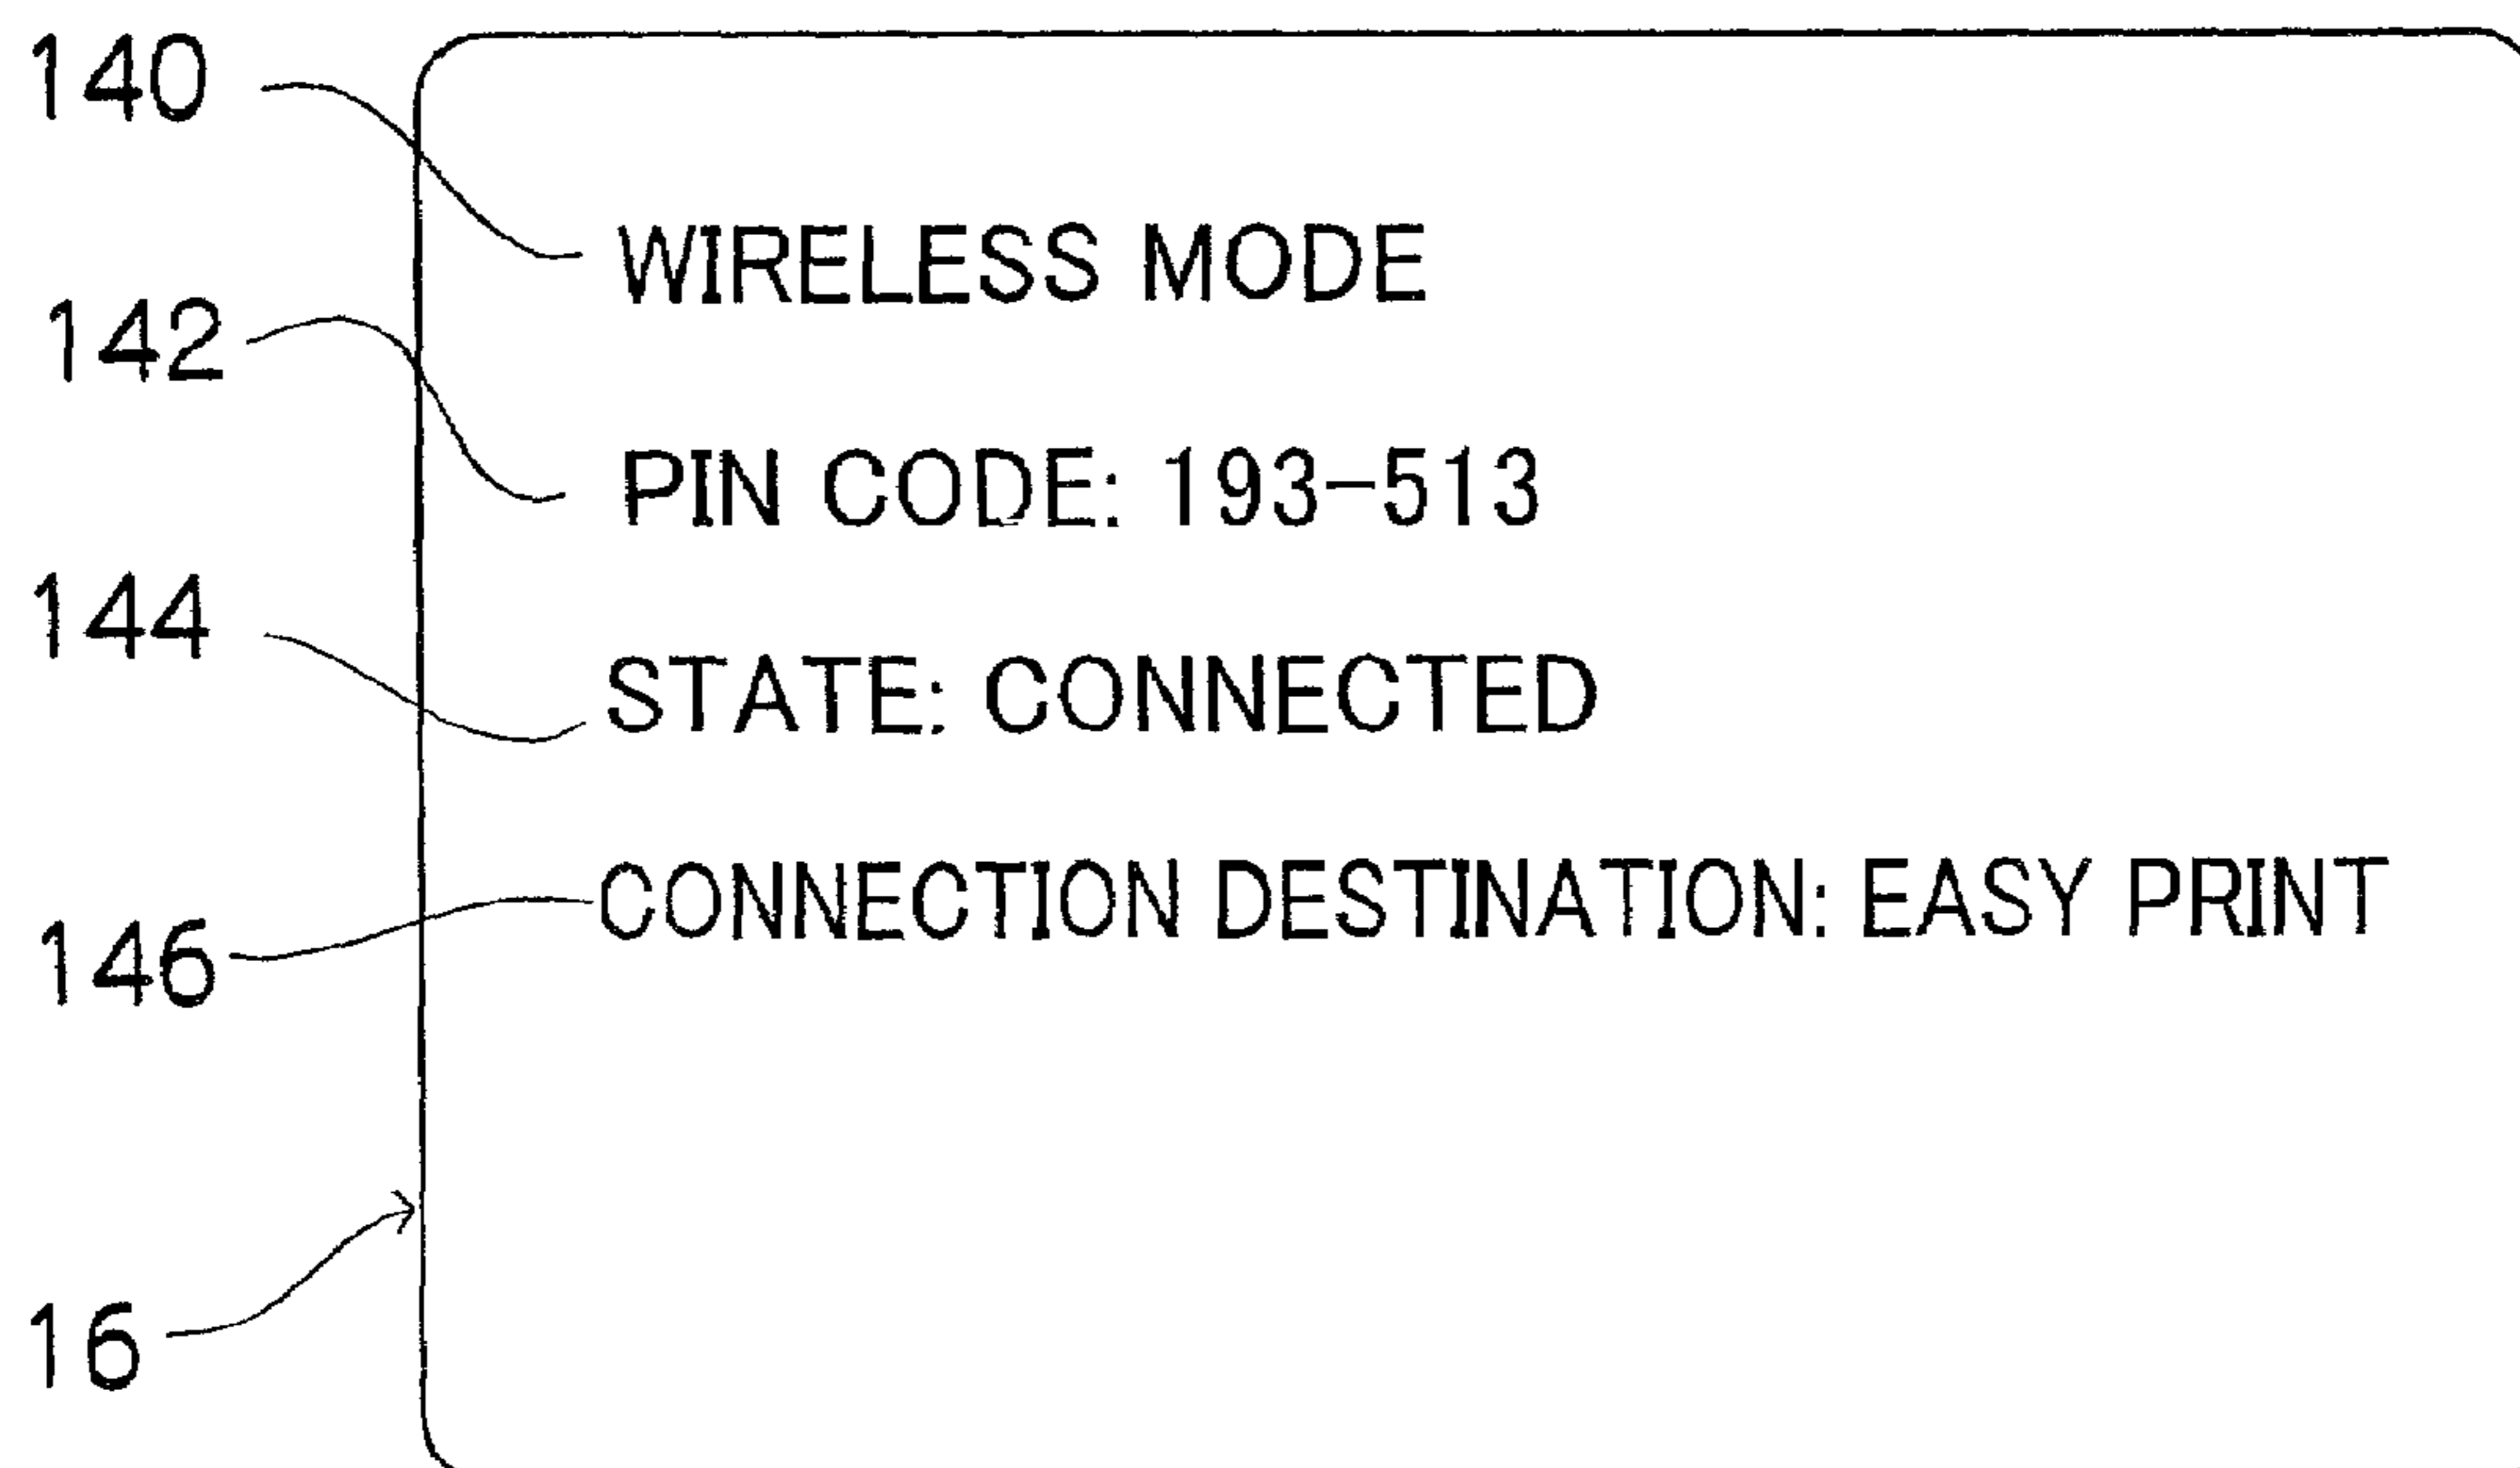 140
WIRELESS MODE
142
PIN CODE: 193-513
144
STATE: CONNECTED
CONNECTION DESTINATION: EASY PRINT
146
16